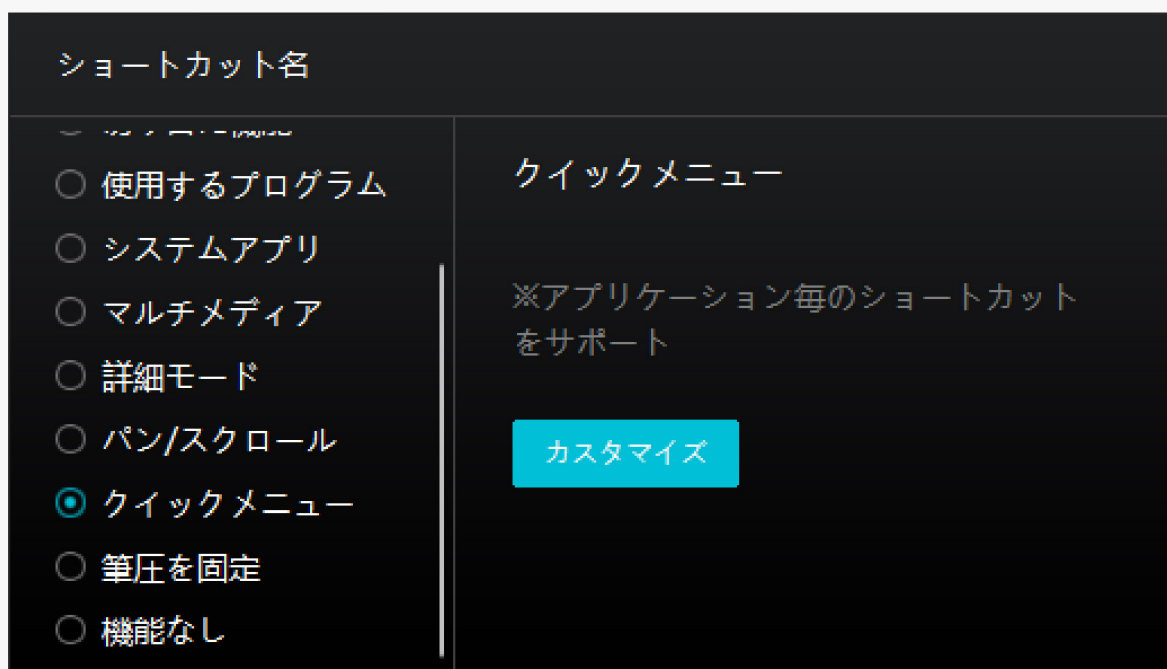 ショートカット名
使用するプログラム
システムアプリ
マルチメディア
詳細モード
パン/スクロール
クイックメニュー
筆圧を固定
機能なし
クイックメニュー
※アプリケーション毎のショートカット
をサポート
カスタマイズ